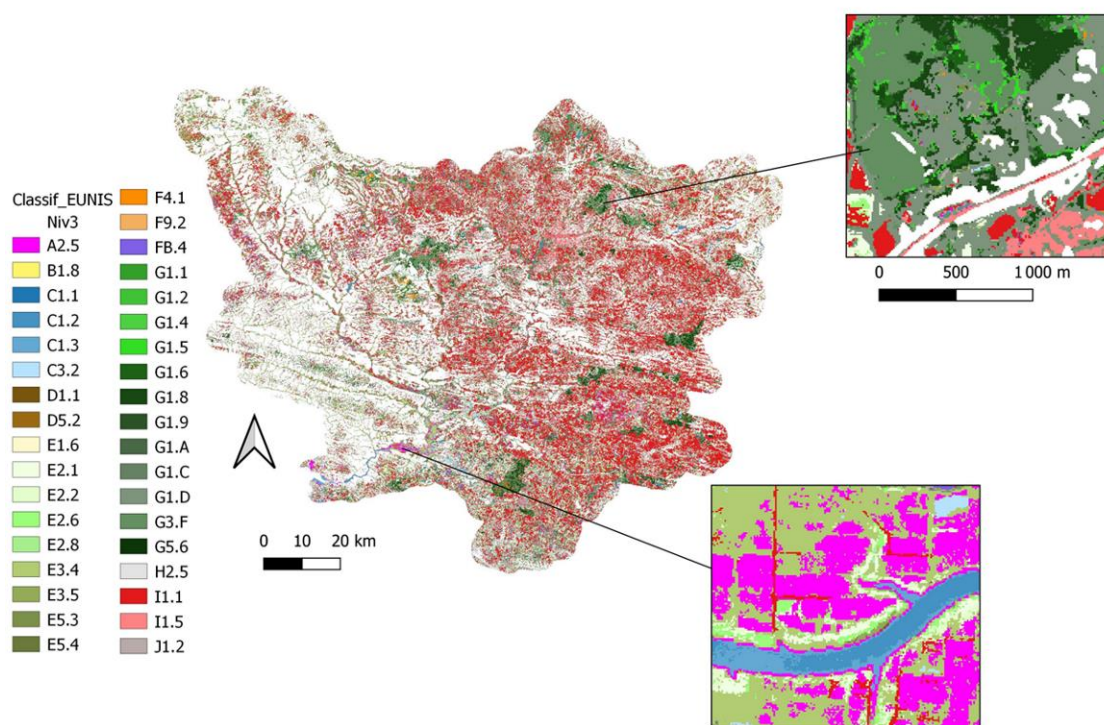 Classif_EUNIS
Niv3
A2.5
B1.8
C1.1
C1.2
C1.3
C3.2
D1.1
D5.2
E1.6
E2.1
E2.2
E2.6
E2.8
E3.4
E3.5
E5.3
E5.4
F4.1
F9.2
FB.4
G1.1
G1.2
G1.4
G1.5
G1.6
G1.8
G1.9
G1.A
G1.C
G1.D
G3.F
G5.6
H2.5
I1.1
I1.5
J1.2
0 10 20 km
0 500 1000 m